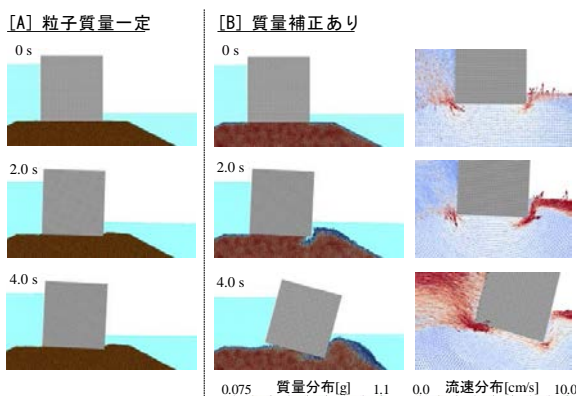 [A] 粒子質量一定
[B] 質量補正あり
0 s
0 s
2.0 s
2.0 s
4.0 s
4.0 s
0.075 質量分布[g] 1.1
0.0 流速分布[cm/s] 10.0